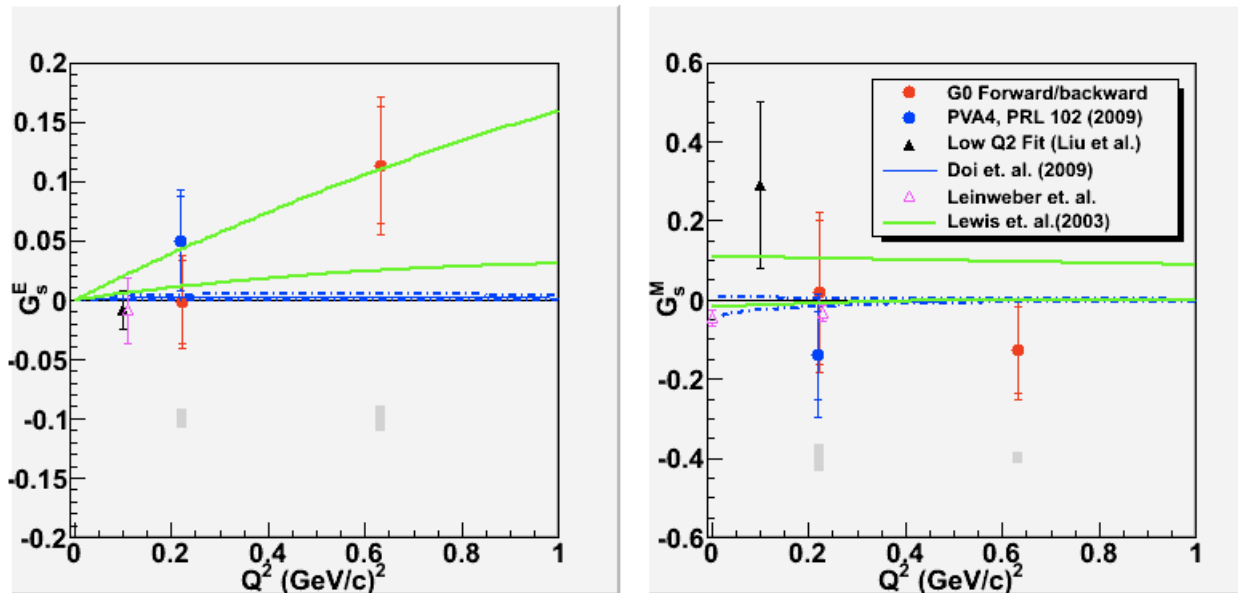 0.2
0.15
0.1
0.05
0
-0.05
-0.1
-0.15
-0.2
G_s^E
0 0.2 0.4 0.6 0.8 1
Q² (GeV/c)²
0.6
0.4
0.2
0
-0.2
-0.4
-0.6
G_s^M
G0 Forward/backward
PVA4, PRL 102 (2009)
Low Q2 Fit (Liu et al.)
Doi et. al. (2009)
Leinweber et. al.
Lewis et. al.(2003)
0 0.2 0.4 0.6 0.8 1
Q² (GeV/c)²